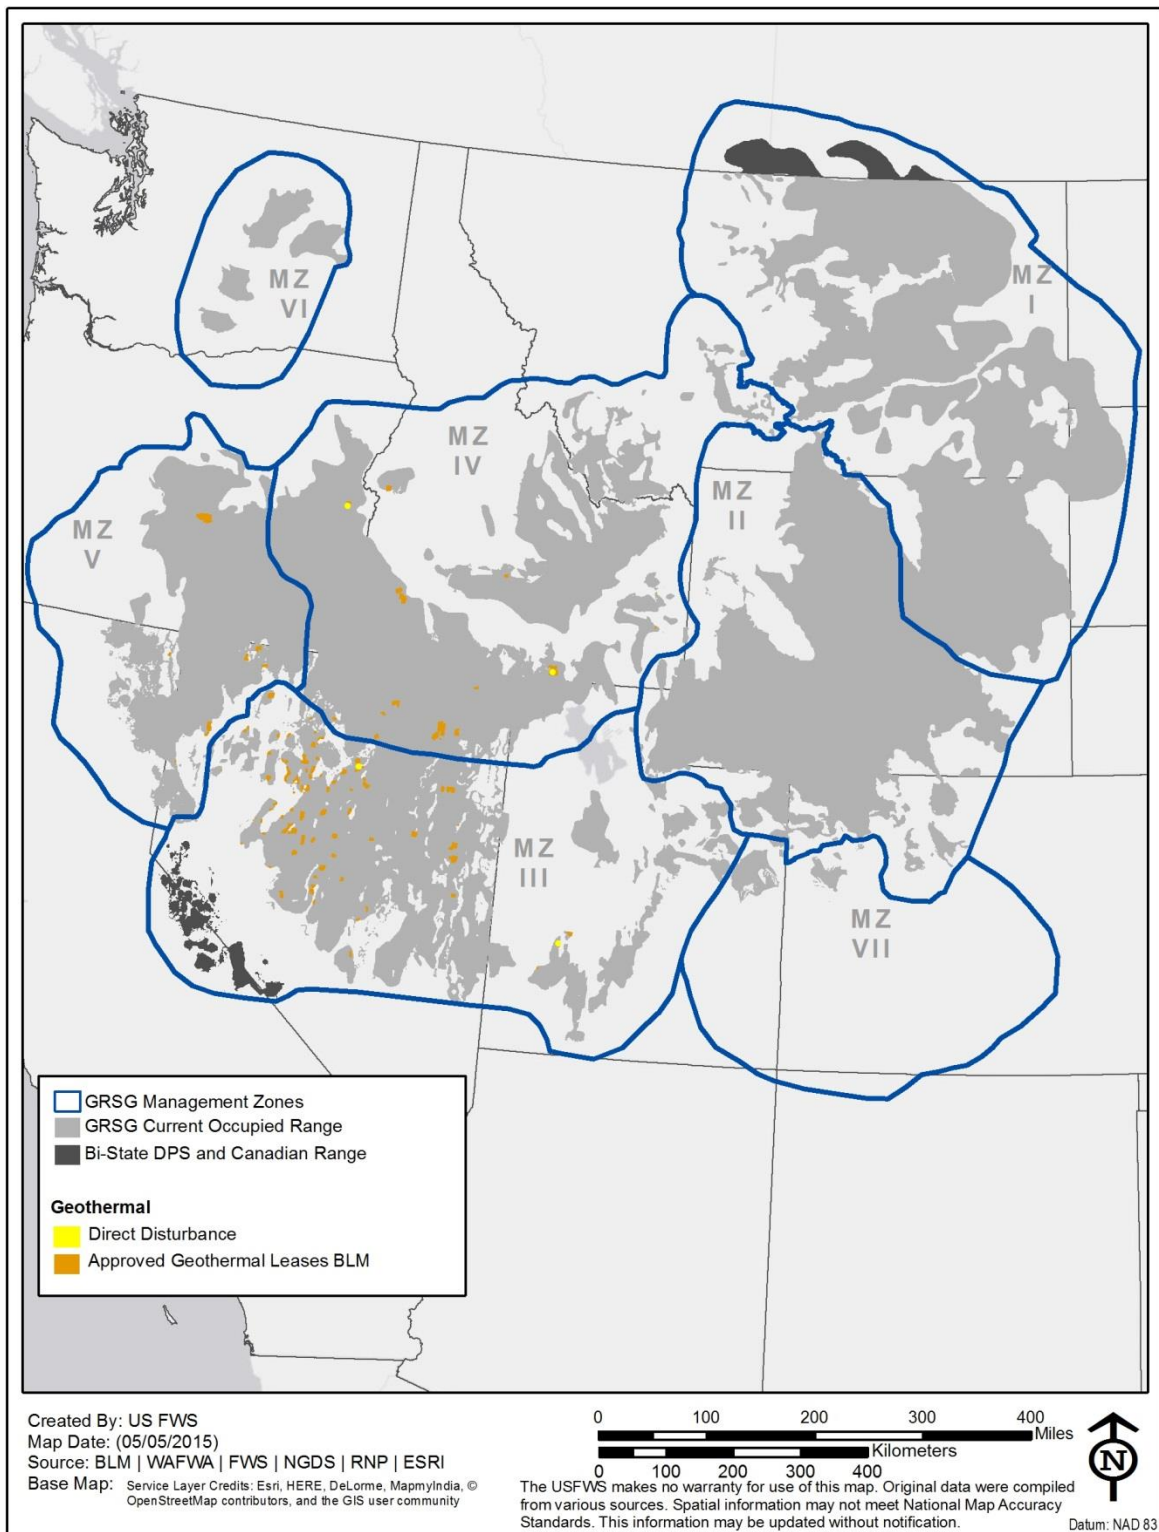 MZ
VI
MZ
I
MZ
IV
MZ
II
MZ
V
MZ
III
MZ
VII
GRSG Management Zones
GRSG Current Occupied Range
Bi-State DPS and Canadian Range
Geothermal
Direct Disturbance
Approved Geothermal Leases BLM
Created By: US FWS
Map Date: (05/05/2015)
Source: BLM | WAFWA | FWS | NGDS | RNP | ESRI
Base Map: Service Layer Credits: Esri, HERE, DeLorme, MapmyIndia, ©
OpenStreetMap contributors, and the GIS user community
0 100 200 300 400
Miles
Kilometers
0 100 200 300 400
The USFWS makes no warranty for use of this map. Original data were compiled
from various sources. Spatial information may not meet National Map Accuracy
Standards. This information may be updated without notification.
N
Datum: NAD 83